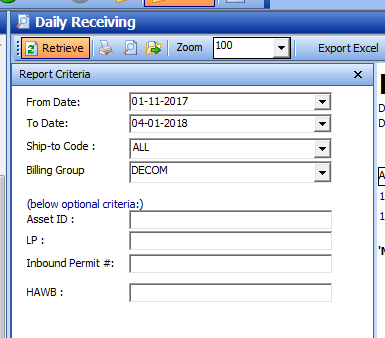 Daily Receiving
Retrieve Zoom 100 Export Excel
Report Criteria
From Date: 01-11-2017
To Date: 04-01-2018
Ship-to Code : ALL
Billing Group DECOM
(below optional criteria:)
Asset ID :
LP :
Inbound Permit #:
HAWB :